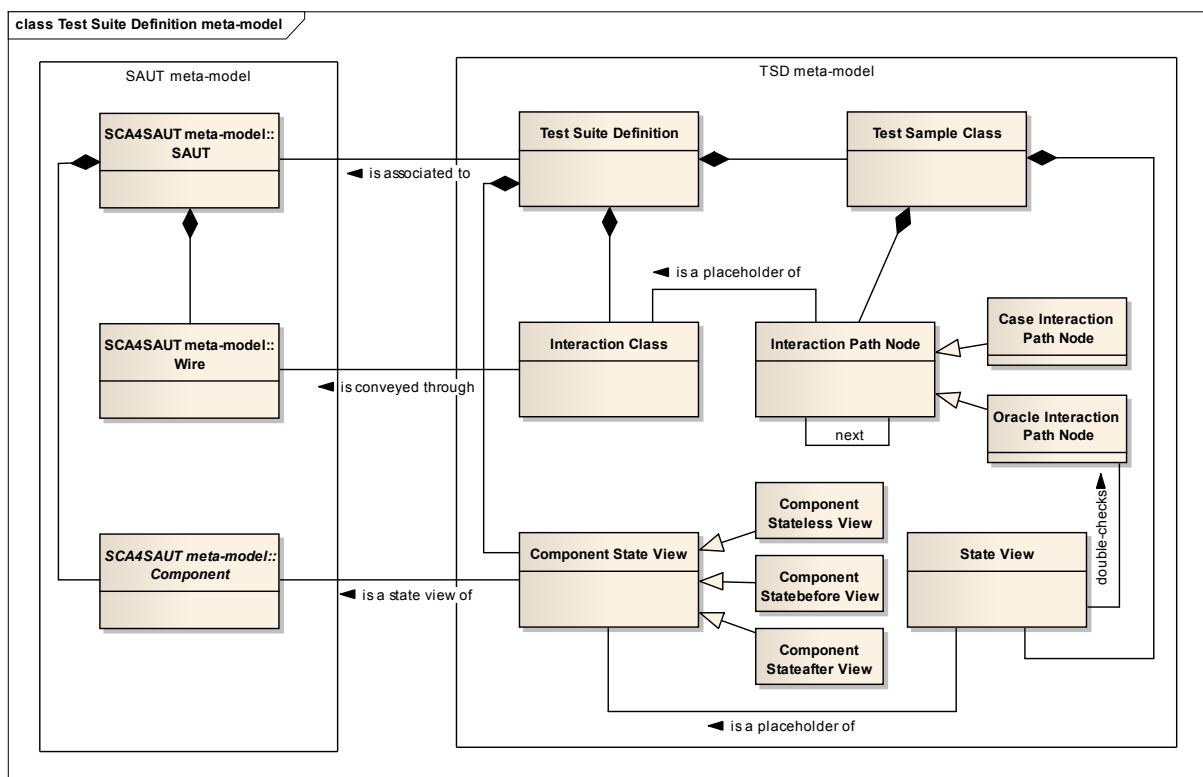 class Test Suite Definition meta-model
SAUT meta-model
TSD meta-model
SCA4SAUT meta-model::
SAUT
Test Suite Definition
Test Sample Class
is associated to
is a placeholder of
SCA4SAUT meta-model::
Wire
Interaction Class
Interaction Path Node
Case Interaction
Path Node
is conveyed through
Oracle Interaction
Path Node
next
double-checks
Component
Stateless View
SCA4SAUT meta-model::
Component
Component State View
State View
Component
Statebefore View
is a state view of
Component
Stateafter View
is a placeholder of